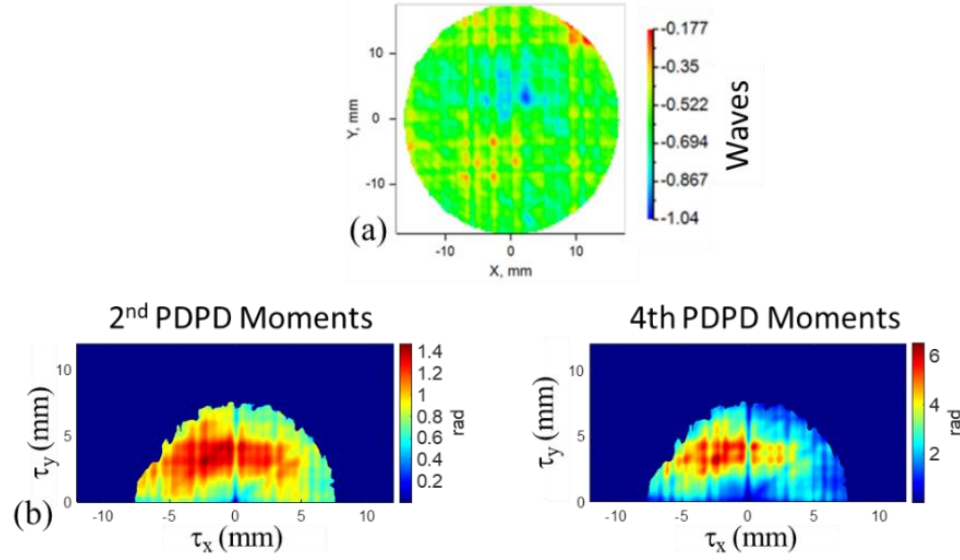 -0.177
-0.35
-0.522
-0.694
-0.867
-1.04
Waves
10
0
-10
Y, mm
-10 0 10
X, mm
(a)
2nd PDPD Moments
4th PDPD Moments
10
5
0
τy (mm)
-10 -5 0 5 10
τx (mm)
1.4
1.2
1
0.8
0.6
0.4
0.2
rad
(b)
10
5
0
τy (mm)
-10 -5 0 5 10
τx (mm)
6
4
2
rad